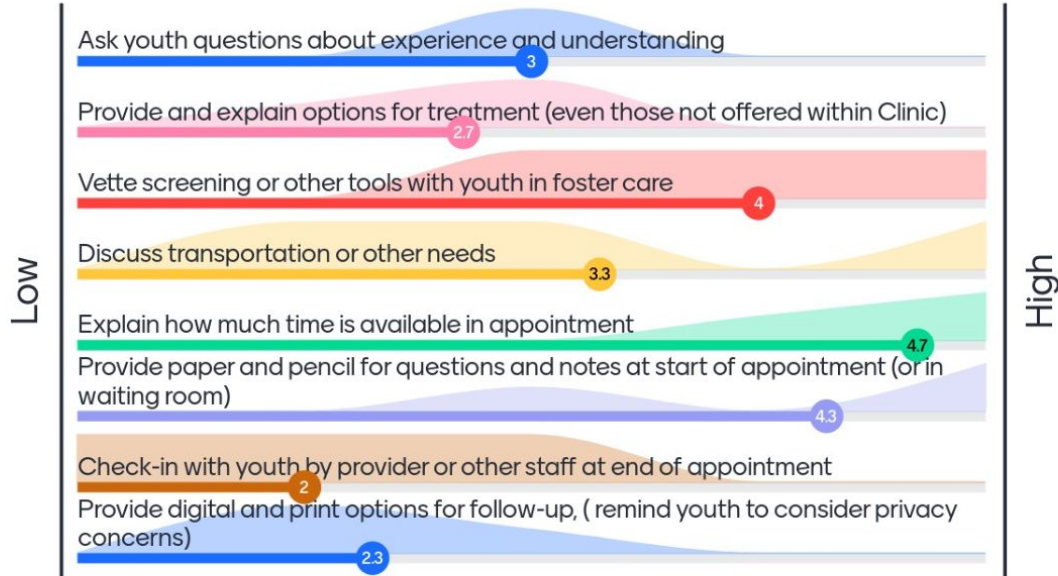 Ask youth questions about experience and understanding
3
Provide and explain options for treatment (even those not offered within Clinic)
2.7
Vette screening or other tools with youth in foster care
4
Discuss transportation or other needs
3.3
Low
High
Explain how much time is available in appointment
4.7
Provide paper and pencil for questions and notes at start of appointment (or in
waiting room)
4.3
Check-in with youth by provider or other staff at end of appointment
2
Provide digital and print options for follow-up, ( remind youth to consider privacy
concerns)
2.3